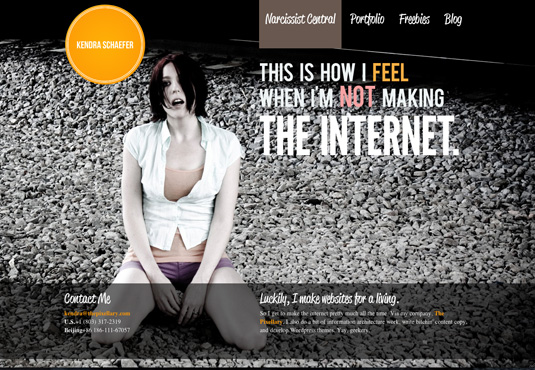 KENDRA SCHAEFER
Narcissist Central Portfolio Freebies Blog
THIS IS HOW I FEEL
WHEN I'M NOT MAKING
THE INTERNET.
Contact Me
kendra@thepixellary.com
U.S.+1 (803) 317-2319
Beijing+86 186-111-67057
Luckily, I make websites for a living.
So I get to make the internet pretty much all the time. Vis my company, The
Pixellary. I also do a bit of information architecture work, write bitchin' content copy,
and develop Wordpress themes. Yay, geekery.